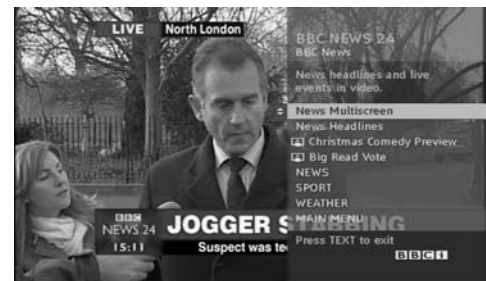 LIVE North London
BBC NEWS 24
BBC News
News headlines and live
events in video.
News Multiscreen
News Headlines
Christmas Comedy Preview
Big Read Vote
NEWS
SPORT
WEATHER
MAIN MENU
Press TEXT to exit
BBC 1
BBC
NEWS 24
15:11
JOGGER STABBING
Suspect was